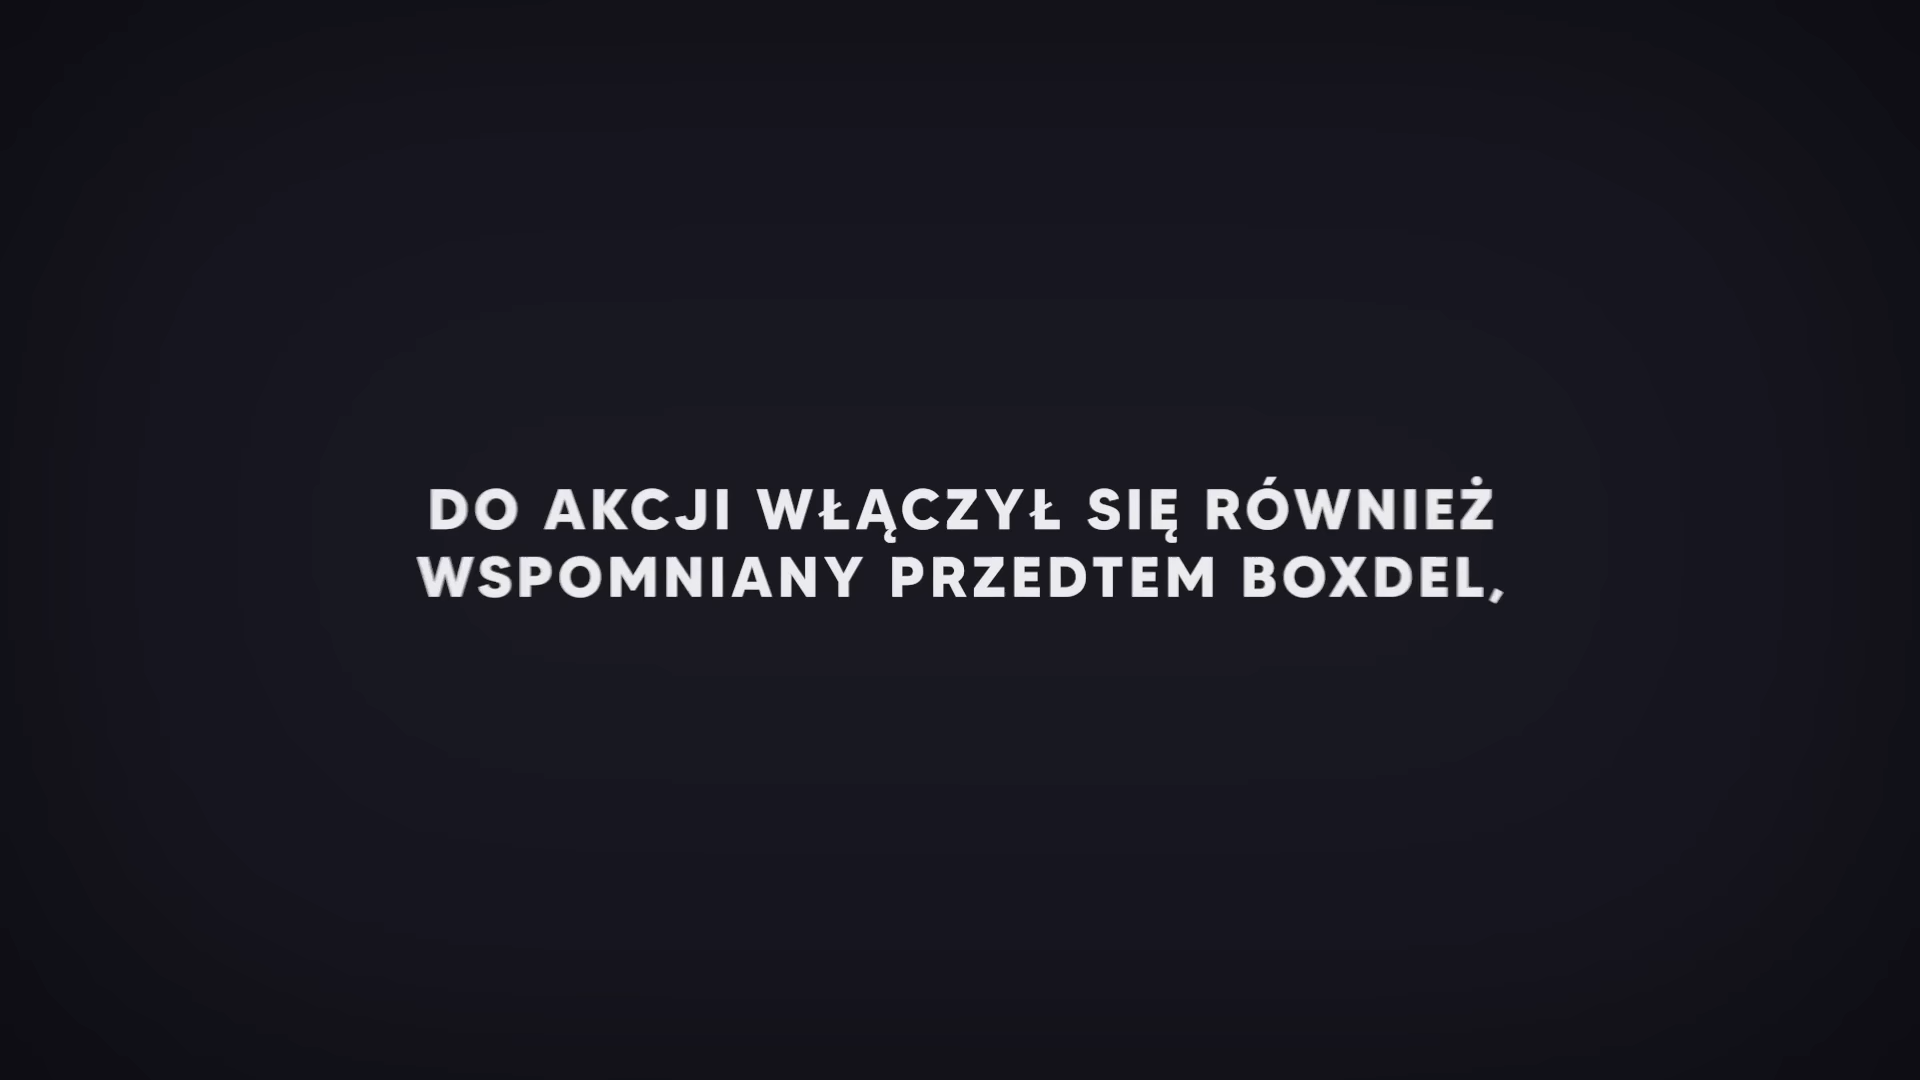 DO AKCJI WŁĄCZYŁ SIĘ RÓWNIEŻ
WSPOMNIANY PRZEDTEM BOXDEL,